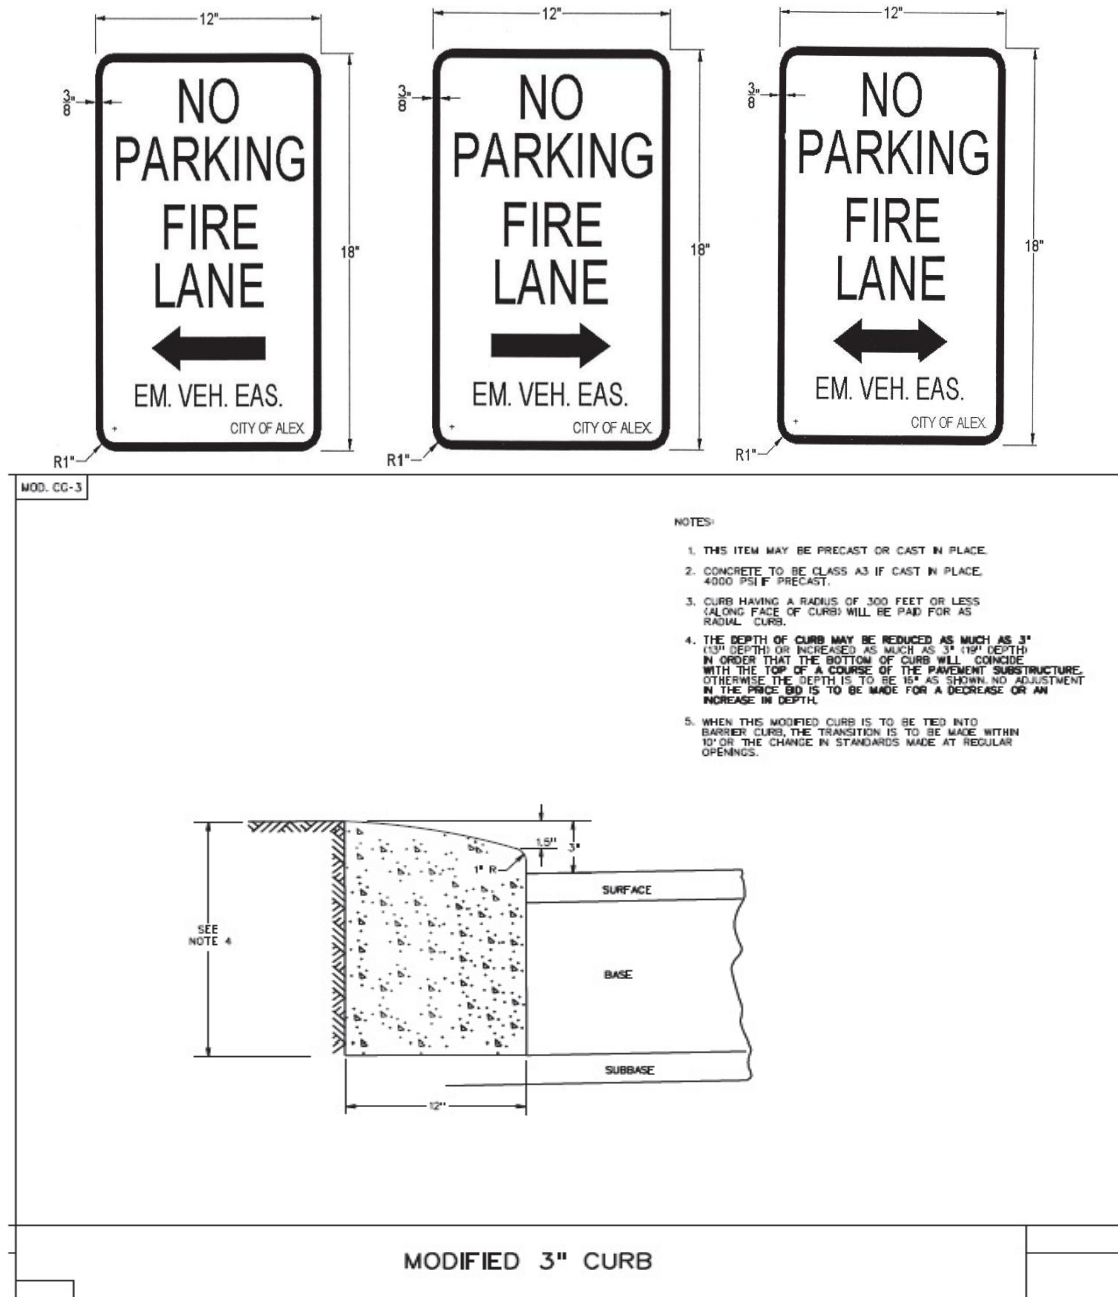 12"
3/8"
NO
PARKING
FIRE
LANE
18"
EM. VEH. EAS.
CITY OF ALEX.
R1"
12"
3/8"
NO
PARKING
FIRE
LANE
18"
EM. VEH. EAS.
CITY OF ALEX.
R1"
12"
3/8"
NO
PARKING
FIRE
LANE
18"
EM. VEH. EAS.
CITY OF ALEX.
R1"
MOD. CG-3
NOTES:
1. THIS ITEM MAY BE PRECAST OR CAST IN PLACE.
2. CONCRETE TO BE CLASS A3 IF CAST IN PLACE,
4000 PSI IF PRECAST.
3. CURB HAVING A RADIUS OF 300 FEET OR LESS
(ALONG FACE OF CURB) WILL BE PAID FOR AS
RADIAL CURB.
4. THE DEPTH OF CURB MAY BE REDUCED AS MUCH AS 3"
(13" DEPTH) OR INCREASED AS MUCH AS 3" (19" DEPTH)
IN ORDER THAT THE BOTTOM OF CURB WILL COINCIDE
WITH THE TOP OF A COURSE OF THE PAVEMENT SUBSTRUCTURE.
OTHERWISE THE DEPTH IS TO BE 16" AS SHOWN. NO ADJUSTMENT
IN THE PRICE BID IS TO BE MADE FOR A DECREASE OR AN
INCREASE IN DEPTH.
5. WHEN THIS MODIFIED CURB IS TO BE TIED INTO
BARRIER CURB, THE TRANSITION IS TO BE MADE WITHIN
10' OR THE CHANGE IN STANDARDS MADE AT REGULAR
OPENINGS.
1.5"
3"
1" R
SURFACE
SEE
NOTE 4
BASE
SUBBASE
12"
MODIFIED 3" CURB